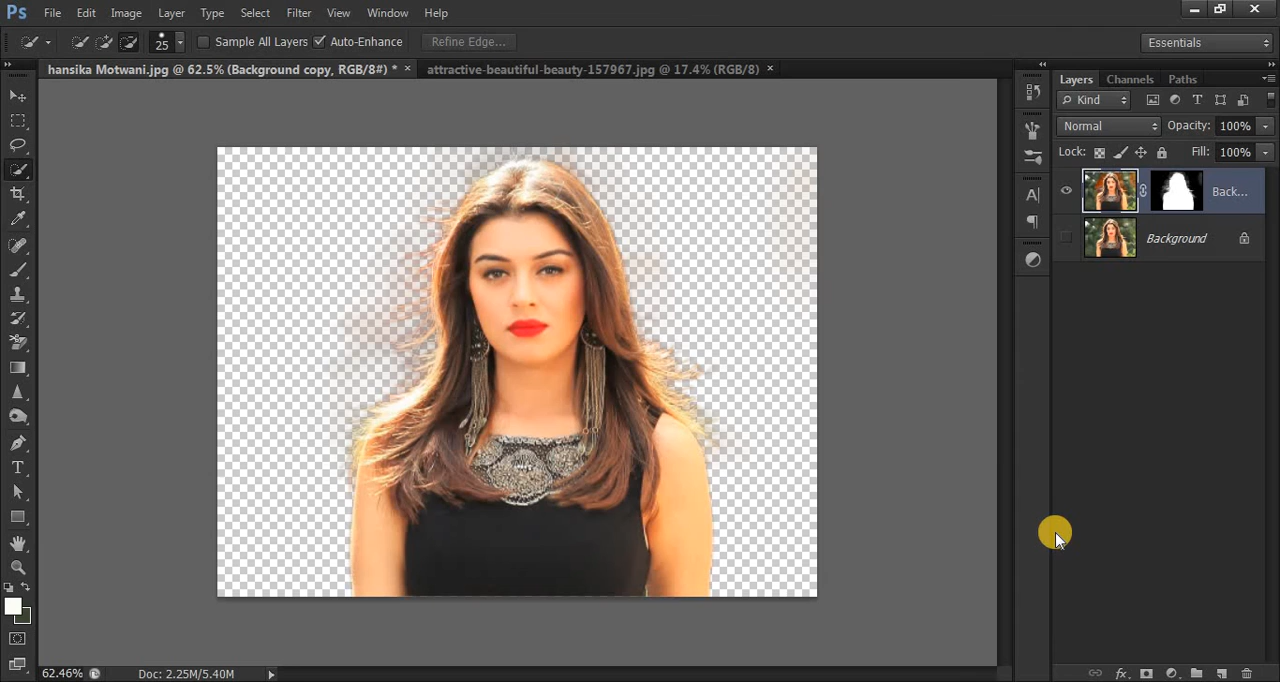 Ps File Edit Image Layer Type Select Filter View Window Help
25 Sample All Layers Auto-Enhance Refine Edge... Essentials
hansika Motwani.jpg @ 62.5% (Background copy, RGB/8#) * × attractive-beautiful-beauty-157967.jpg @ 17.4% (RGB/8) ×
Layers Channels Paths
Kind
Normal Opacity: 100%
Lock: Fill: 100%
Back...
Background
62.46% Doc: 2.25M/5.40M